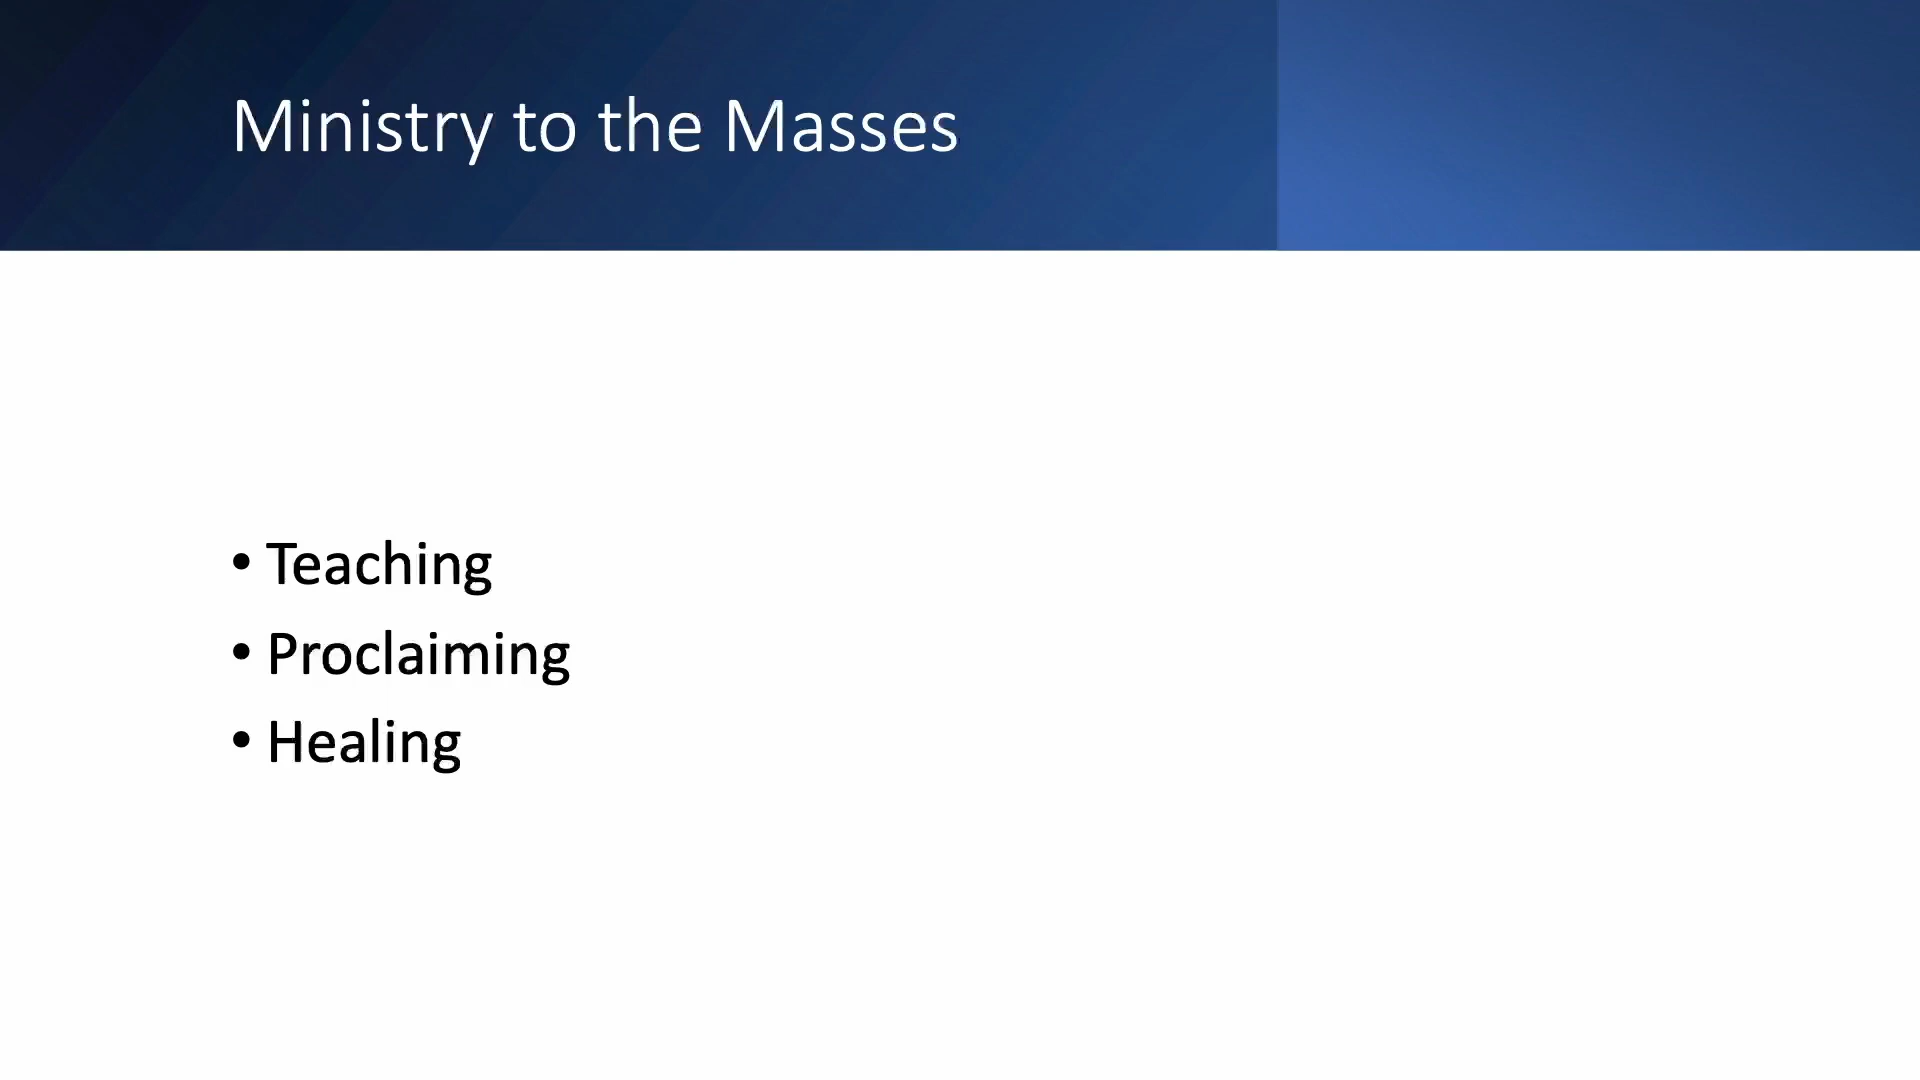 Ministry to the Masses
• Teaching
• Proclaiming
• Healing